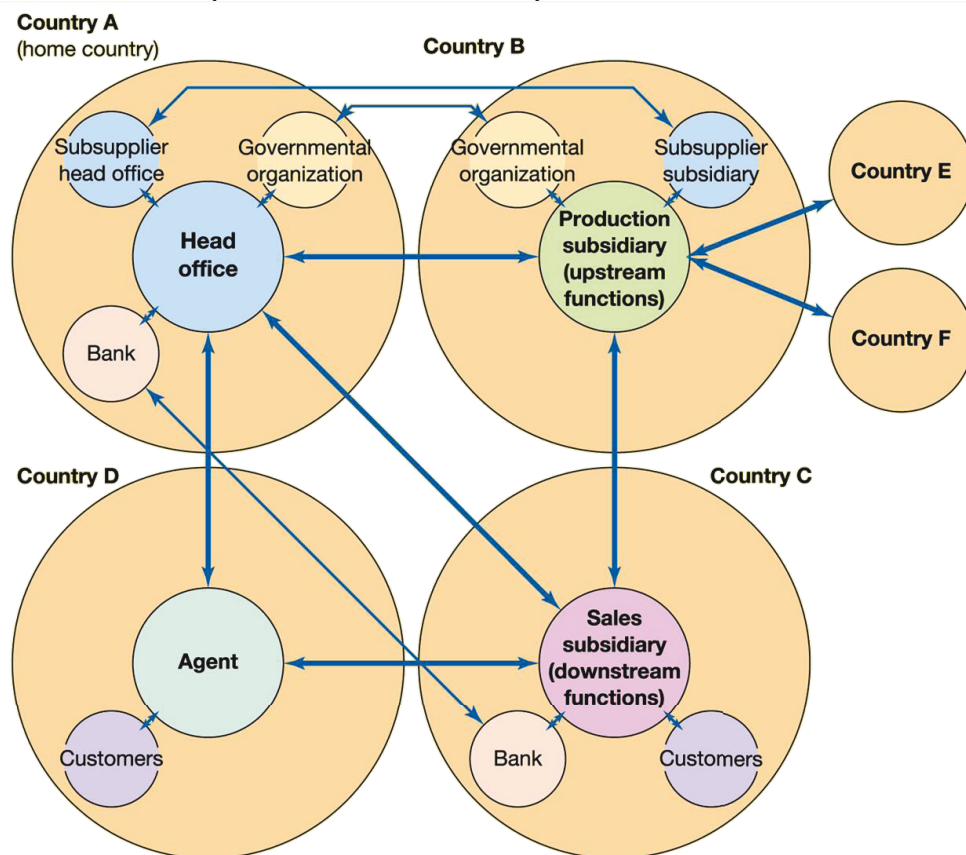 Country A
(home country)
Country B
Subsupplier
head office
Governmental
organization
Governmental
organization
Subsupplier
subsidiary
Country E
Head
office
Production
subsidiary
(upstream
functions)
Bank
Country F
Country D
Country C
Agent
Sales
subsidiary
(downstream
functions)
Customers
Bank
Customers